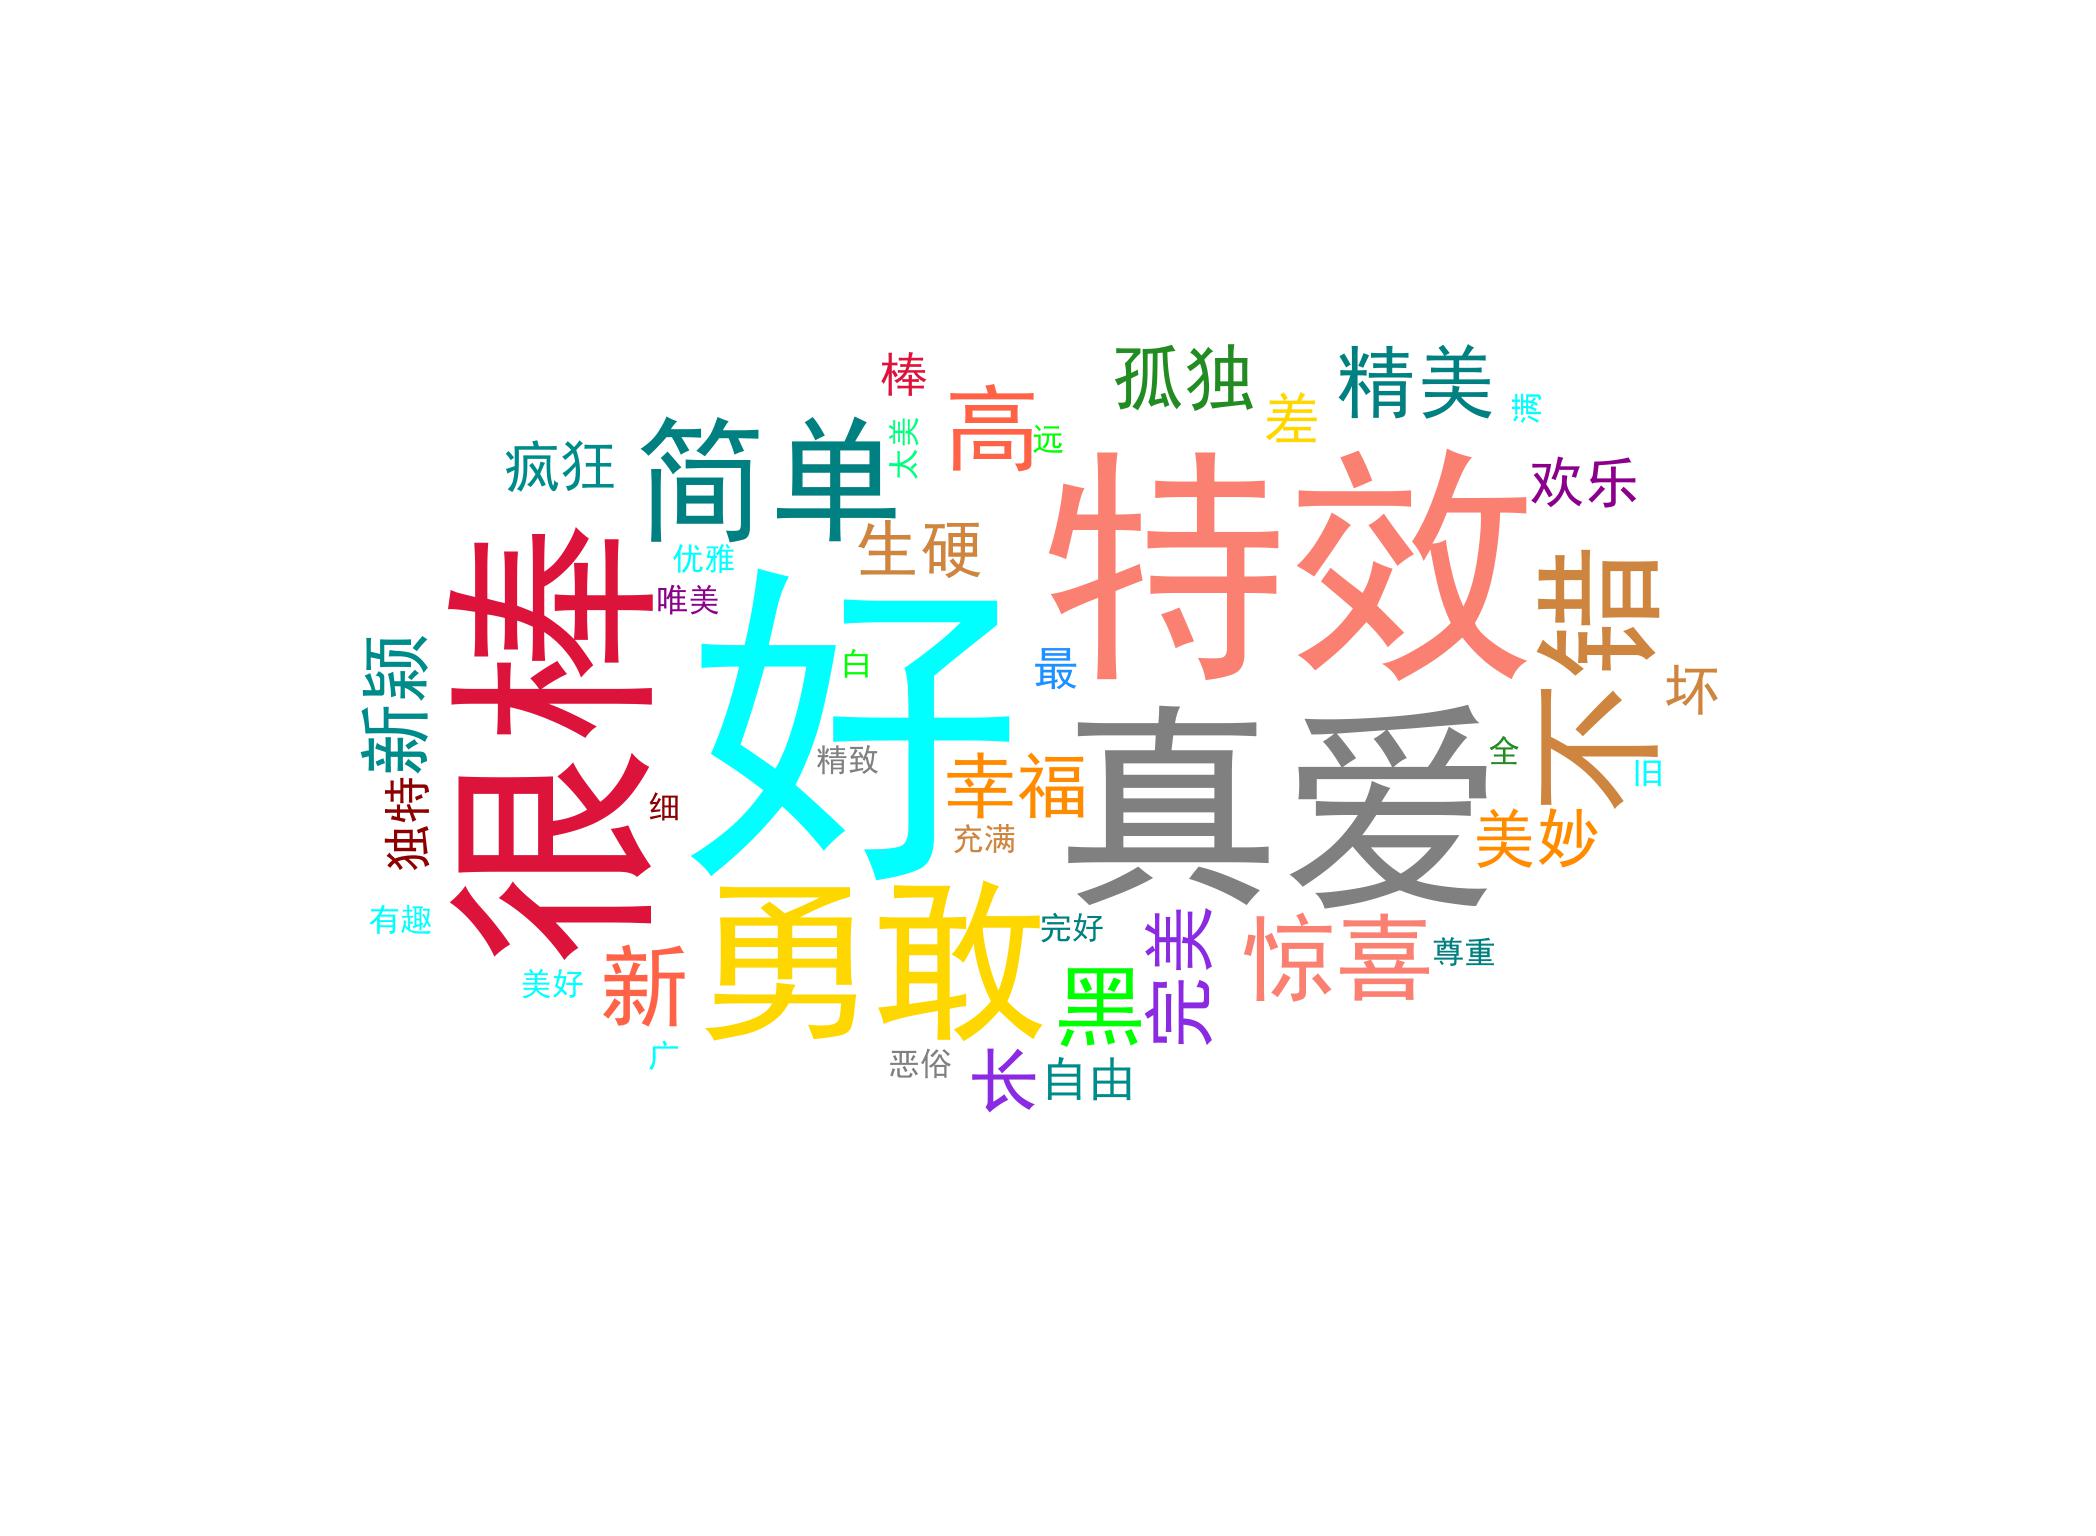 棒
孤独
精美
满
高
差
远
太美
简单
疯狂
欢乐
特效
生硬
优雅
唯美
很棒
好
白
最
不错
坏
新颖
真爱
全
旧
精致
幸福
细
独特
充满
美妙
有趣
勇敢
完好
完美
惊喜
尊重
美好
新
黑
广
恶俗
长
自由